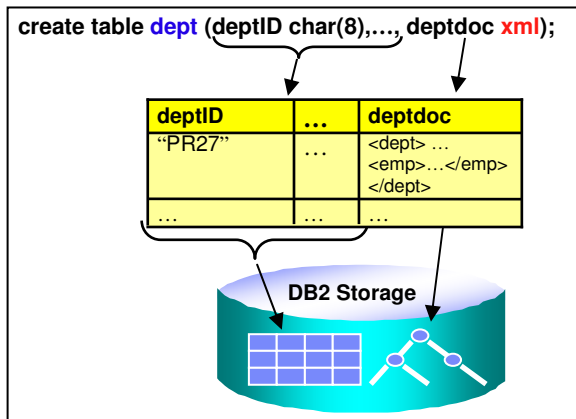 create table dept (deptID char(8),…, deptdoc xml);
deptID … deptdoc
“PR27” … <dept> …
<emp>…</emp>
</dept>
… … …
DB2 Storage